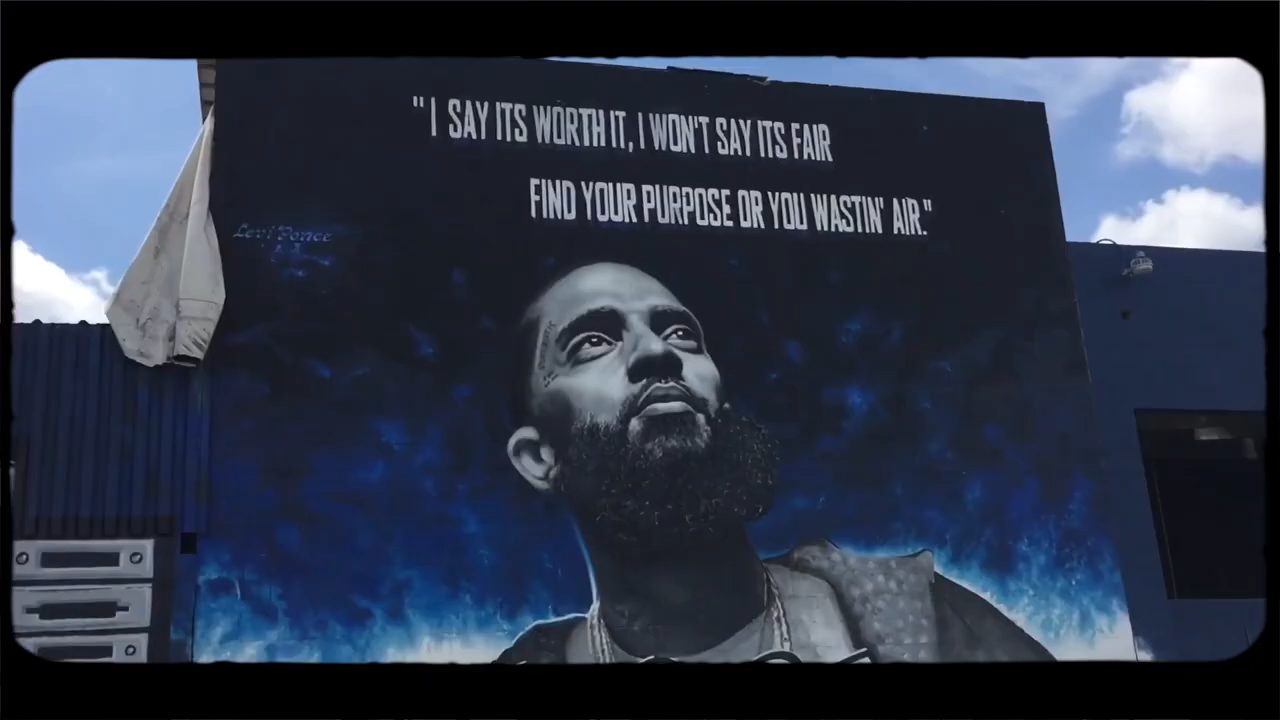 "I SAY ITS WORTH IT, I WON'T SAY ITS FAIR
FIND YOUR PURPOSE OR YOU WASTIN' AIR."
Levi Ponce